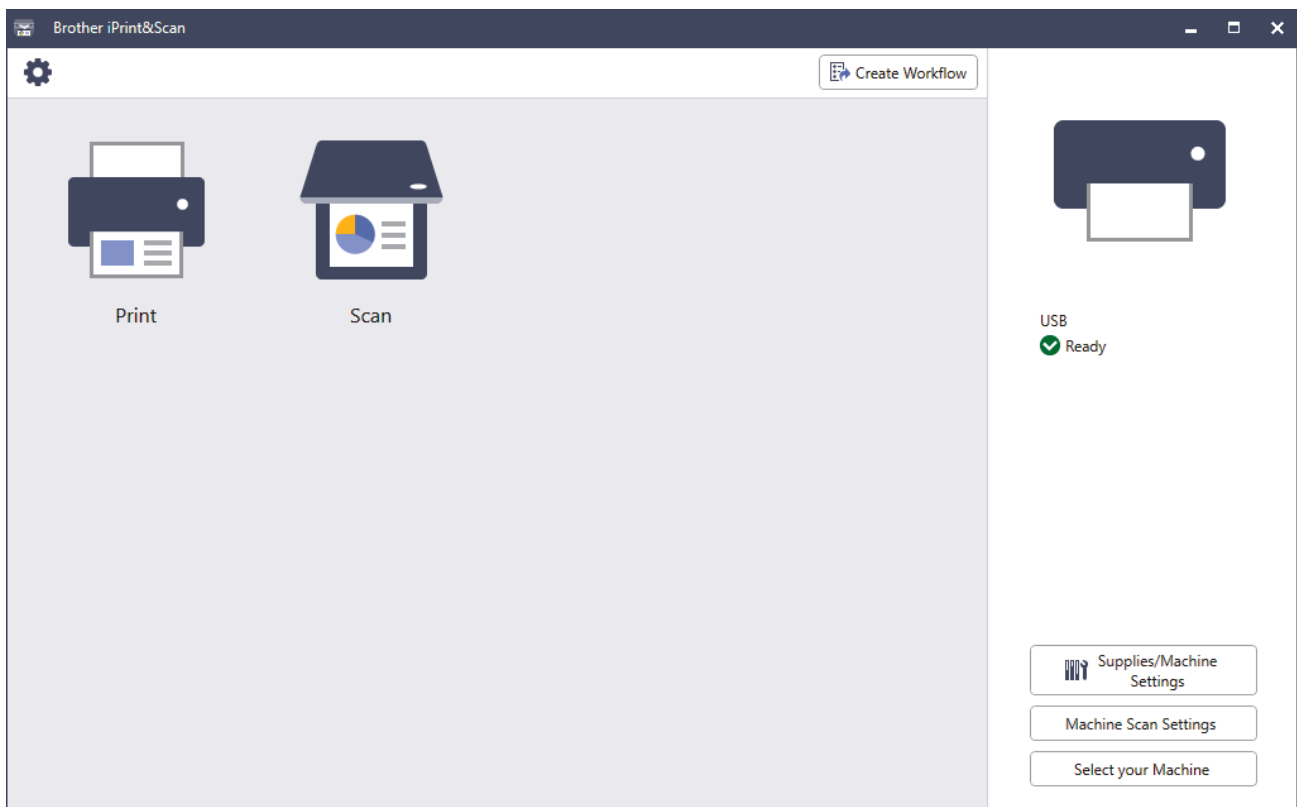 Brother iPrint&Scan
Create Workflow
Print
Scan
USB
Ready
Supplies/Machine
Settings
Machine Scan Settings
Select your Machine